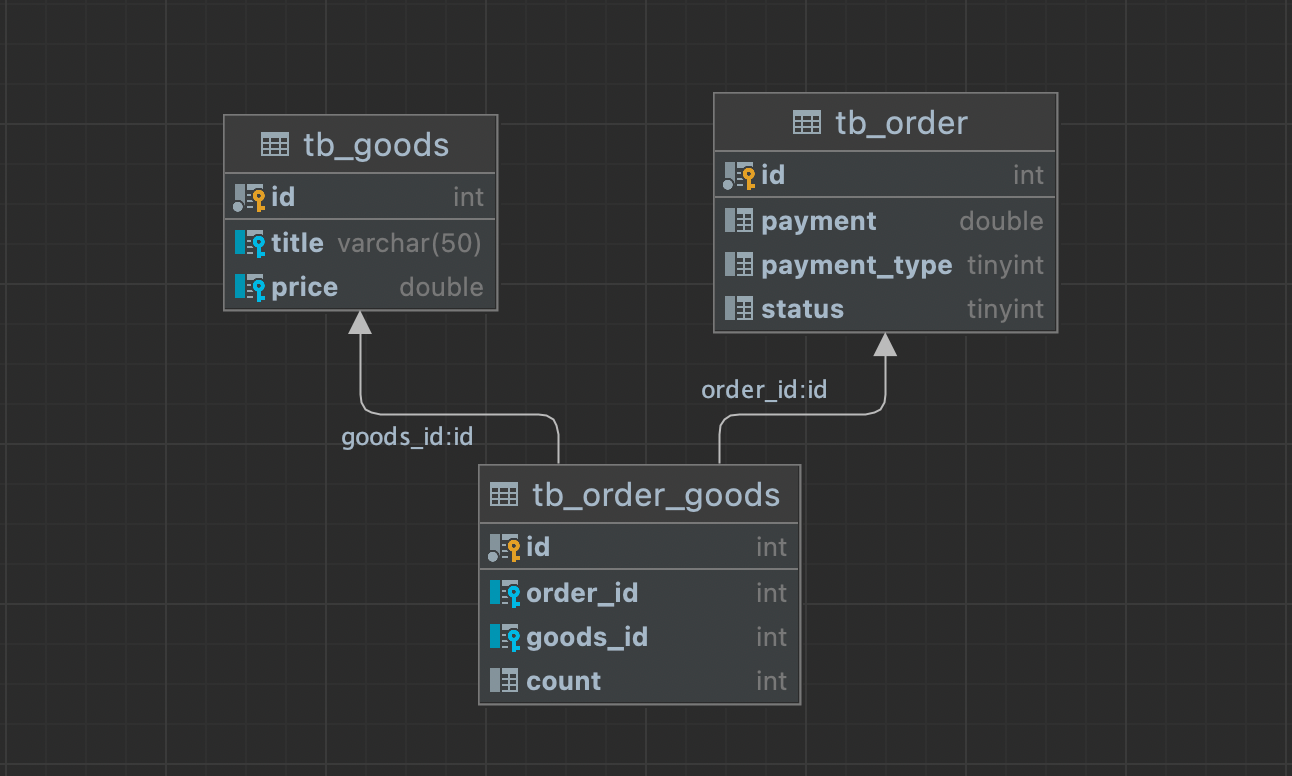 tb_goods
id int
title varchar(50)
price double
tb_order
id int
payment double
payment_type tinyint
status tinyint
order_id:id
goods_id:id
tb_order_goods
id int
order_id int
goods_id int
count int